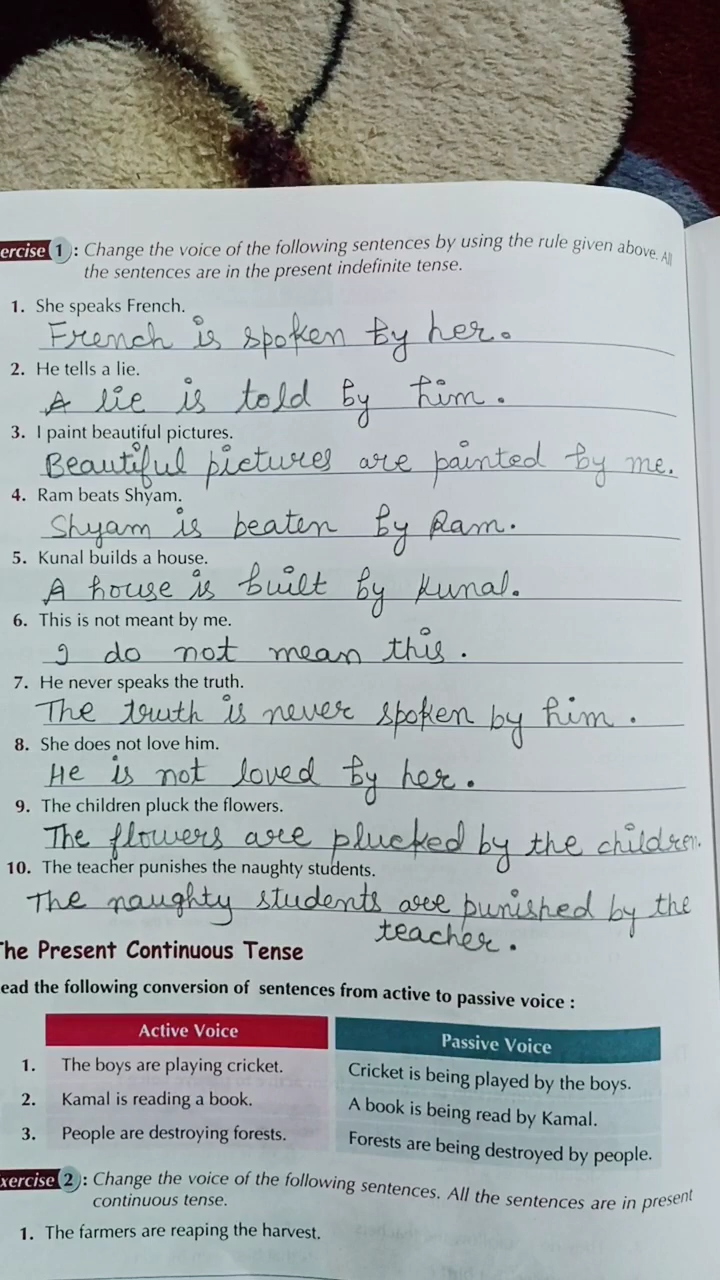 ercise 1 : Change the voice of the following sentences by using the rule given above. All
the sentences are in the present indefinite tense.
1. She speaks French.
French is spoken by her.
2. He tells a lie.
A lie is told by him.
3. I paint beautiful pictures.
Beautiful pictures are painted by me.
4. Ram beats Shyam.
Shyam is beaten by Ram.
5. Kunal builds a house.
A house is built by Kunal.
6. This is not meant by me.
I do not mean this.
7. He never speaks the truth.
The truth is never spoken by him.
8. She does not love him.
He is not loved by her.
9. The children pluck the flowers.
The flowers are plucked by the children.
10. The teacher punishes the naughty students.
The naughty students are punished by the
teacher.
he Present Continuous Tense
ead the following conversion of sentences from active to passive voice :
Active Voice Passive Voice
1. The boys are playing cricket. Cricket is being played by the boys.
2. Kamal is reading a book. A book is being read by Kamal.
3. People are destroying forests. Forests are being destroyed by people.
xercise 2 : Change the voice of the following sentences. All the sentences are in present
continuous tense.
1. The farmers are reaping the harvest.